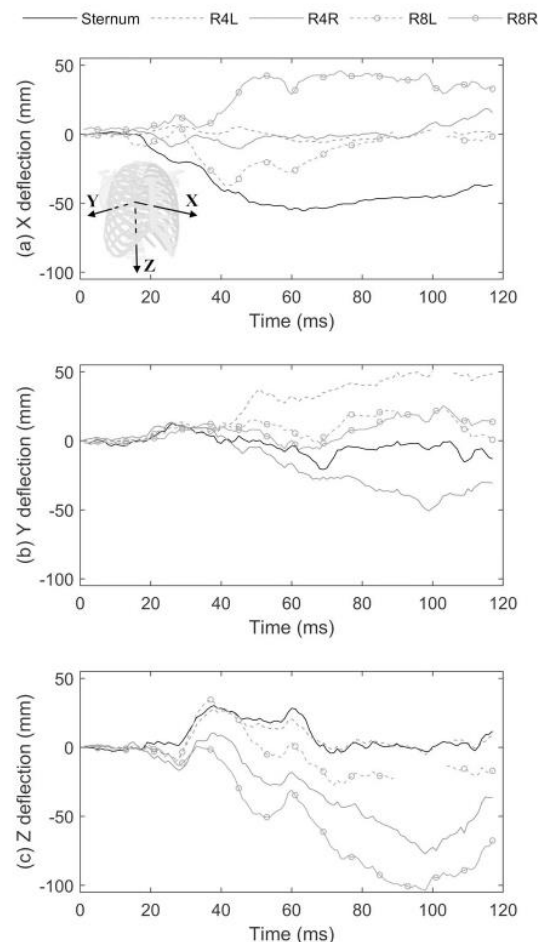 Sternum R4L R4R R8L R8R
50
0
-50
-100
(a) X deflection (mm)
Y X
Z
0 20 40 60 80 100 120
Time (ms)
50
0
-50
-100
(b) Y deflection (mm)
0 20 40 60 80 100 120
Time (ms)
50
0
-50
-100
(c) Z deflection (mm)
0 20 40 60 80 100 120
Time (ms)